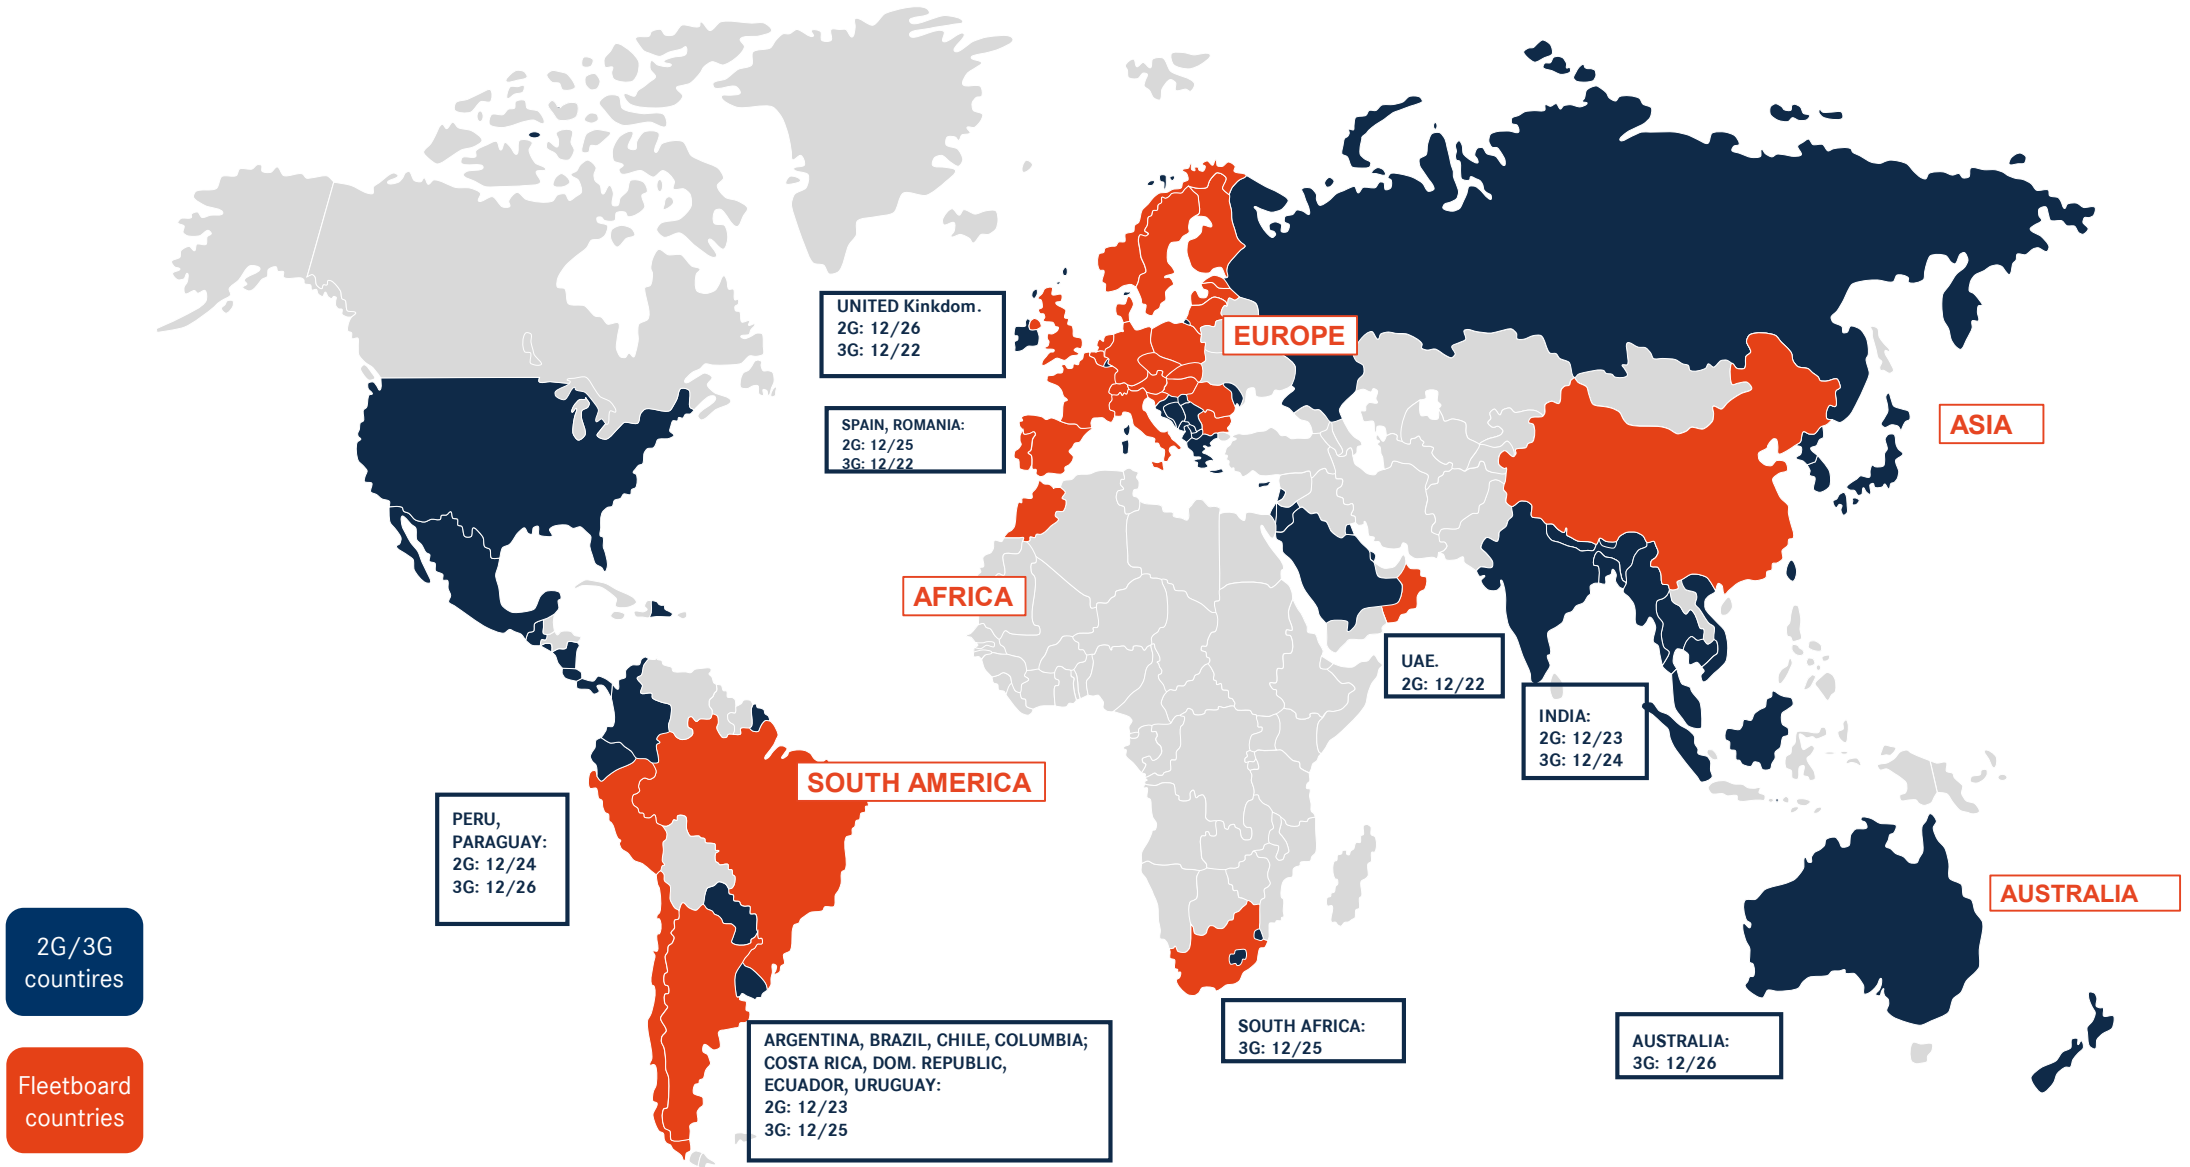 UNITED Kinkdom.
2G: 12/26
3G: 12/22
EUROPE
SPAIN, ROMANIA:
2G: 12/25
3G: 12/22
ASIA
AFRICA
UAE.
2G: 12/22
INDIA:
2G: 12/23
3G: 12/24
SOUTH AMERICA
PERU,
PARAGUAY:
2G: 12/24
3G: 12/26
AUSTRALIA
2G/3G
countires
Fleetboard
countries
ARGENTINA, BRAZIL, CHILE, COLUMBIA;
COSTA RICA, DOM. REPUBLIC,
ECUADOR, URUGUAY:
2G: 12/23
3G: 12/25
SOUTH AFRICA:
3G: 12/25
AUSTRALIA:
3G: 12/26